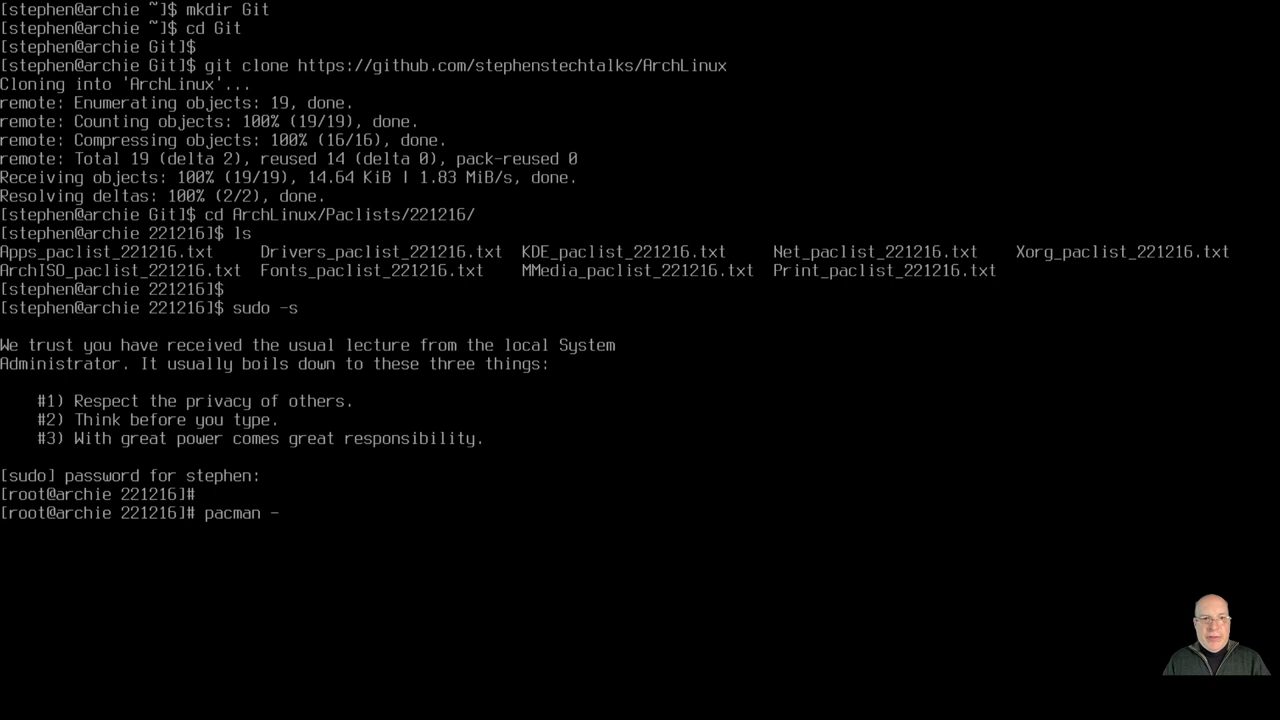 [stephen@archie ~]$ mkdir Git
[stephen@archie ~]$ cd Git
[stephen@archie Git]$
[stephen@archie Git]$ git clone https://github.com/stephenstechtalks/ArchLinux
Cloning into 'ArchLinux'...
remote: Enumerating objects: 19, done.
remote: Counting objects: 100% (19/19), done.
remote: Compressing objects: 100% (16/16), done.
remote: Total 19 (delta 2), reused 14 (delta 0), pack-reused 0
Receiving objects: 100% (19/19), 14.64 KiB | 1.83 MiB/s, done.
Resolving deltas: 100% (2/2), done.
[stephen@archie Git]$ cd ArchLinux/Paclists/221216/
[stephen@archie 221216]$ ls
Apps_paclist_221216.txt     Drivers_paclist_221216.txt  KDE_paclist_221216.txt     Net_paclist_221216.txt    Xorg_paclist_221216.txt
ArchISO_paclist_221216.txt  Fonts_paclist_221216.txt    MMedia_paclist_221216.txt  Print_paclist_221216.txt
[stephen@archie 221216]$
[stephen@archie 221216]$ sudo -s
We trust you have received the usual lecture from the local System
Administrator. It usually boils down to these three things:
#1) Respect the privacy of others.
#2) Think before you type.
#3) With great power comes great responsibility.
[sudo] password for stephen:
[root@archie 221216]#
[root@archie 221216]# pacman -